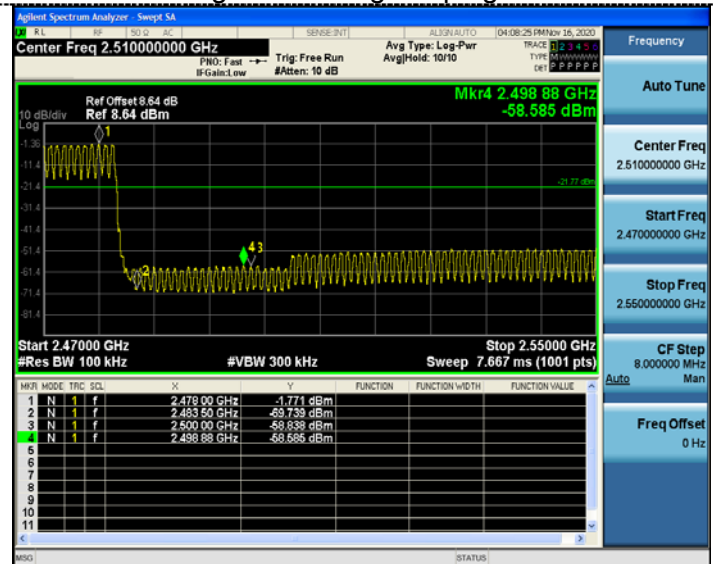 Agilent Spectrum Analyzer - Swept SA
RL RF 50 Ω AC SENSE:INT ALIGNAUTO 04:08:25 PM Nov 16, 2020
Center Freq 2.510000000 GHz
PNO: Fast
IFGain:Low
Trig: Free Run
#Atten: 10 dB
Avg Type: Log-Pwr
Avg|Hold: 10/10
TRACE 1 2 3 4 5 6
TYPE M
DET P P P P P P
Mkr4 2.498 88 GHz
-58.585 dBm
Ref Offset 8.64 dB
10 dB/div Ref 8.64 dBm
Log
1
-1.36
-11.4
-21.4
-21.77 dBm
-31.4
-41.4
-51.4
4 3
-61.4
2
-71.4
-81.4
Start 2.47000 GHz Stop 2.55000 GHz
#Res BW 100 kHz #VBW 300 kHz Sweep 7.667 ms (1001 pts)
MKR MODE TRC SCL X Y FUNCTION FUNCTION WIDTH FUNCTION VALUE
1 N 1 f 2.478 00 GHz -1.771 dBm
2 N 1 f 2.483 50 GHz -69.739 dBm
3 N 1 f 2.500 00 GHz -58.838 dBm
4 N 1 f 2.498 88 GHz -58.585 dBm
5
6
7
8
9
10
11
MSG STATUS
Frequency
Auto Tune
Center Freq
2.510000000 GHz
Start Freq
2.470000000 GHz
Stop Freq
2.550000000 GHz
CF Step
8.000000 MHz
Auto Man
Freq Offset
0 Hz